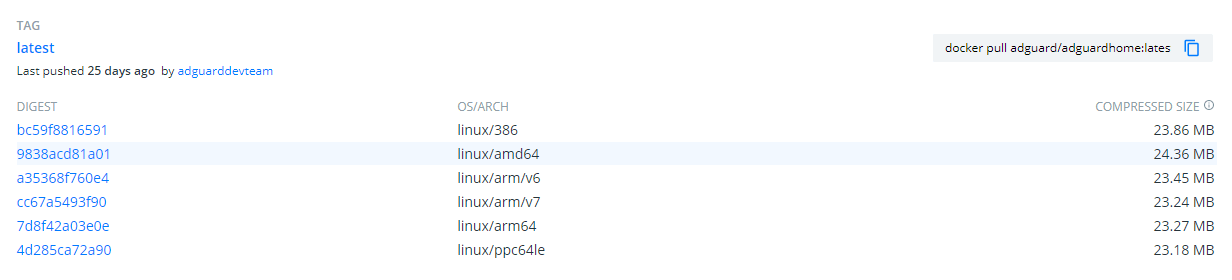 TAG
latest
docker pull adguard/adguardhome:lates
Last pushed 25 days ago by adguarddevteam
DIGEST OS/ARCH COMPRESSED SIZE
bc59f8816591 linux/386 23.86 MB
9838acd81a01 linux/amd64 24.36 MB
a35368f760e4 linux/arm/v6 23.45 MB
cc67a5493f90 linux/arm/v7 23.24 MB
7d8f42a03e0e linux/arm64 23.27 MB
4d285ca72a90 linux/ppc64le 23.18 MB